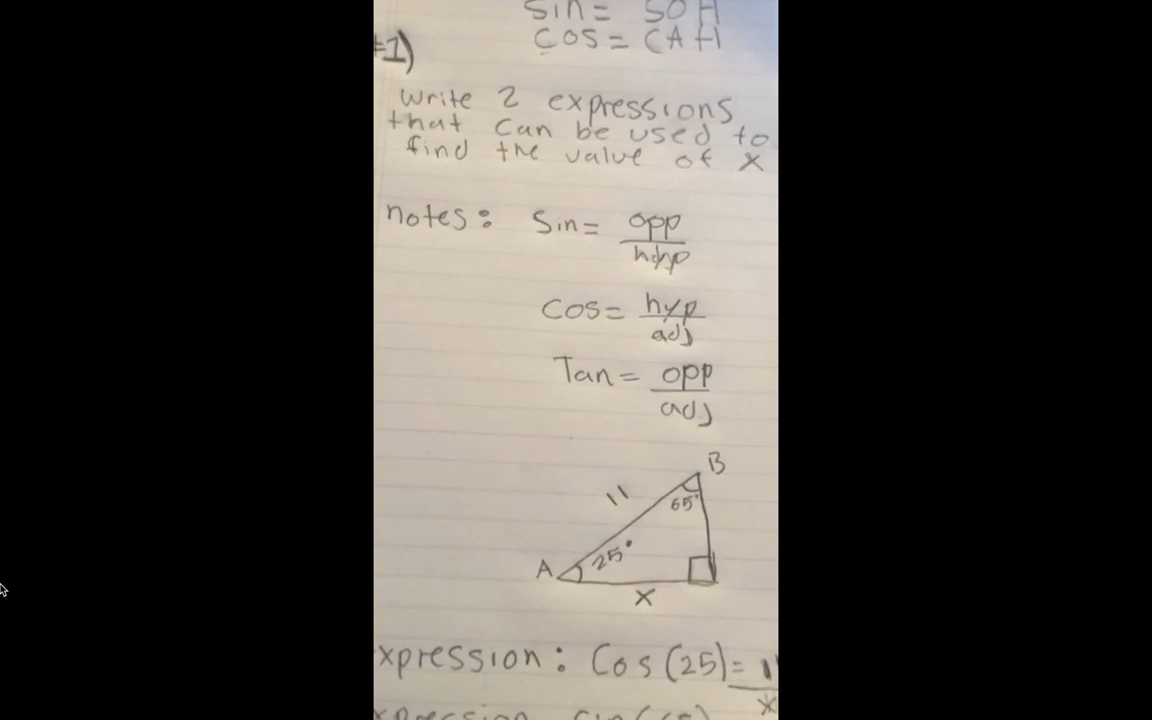 Sin = SOH
COS = CAH
#1)
Write 2 expressions
that can be used to
find the value of x
notes: Sin = opp
hyp
COS = hyp
adj
Tan = opp
adj
B
11
65°
A 25°
x
xpression: Cos (25) = 11
x